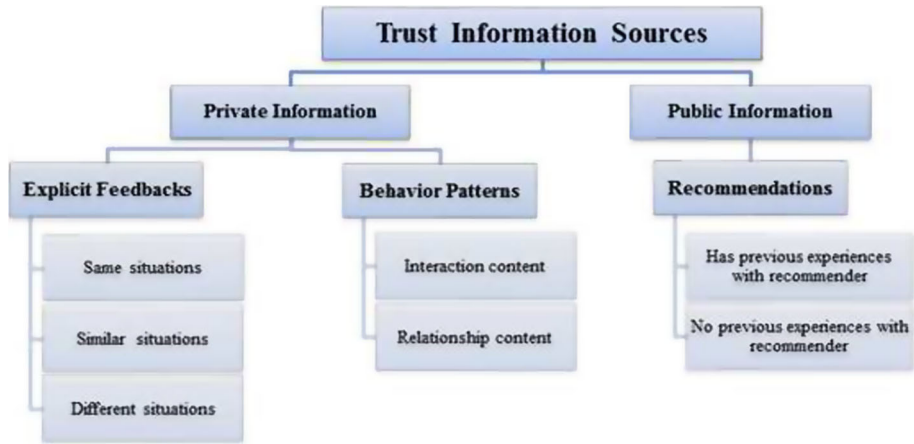 Trust Information Sources
Private Information
Public Information
Explicit Feedbacks
Behavior Patterns
Recommendations
Same situations
Similar situations
Different situations
Interaction content
Relationship content
Has previous experiences
with recommender
No previous experiences with
recommender